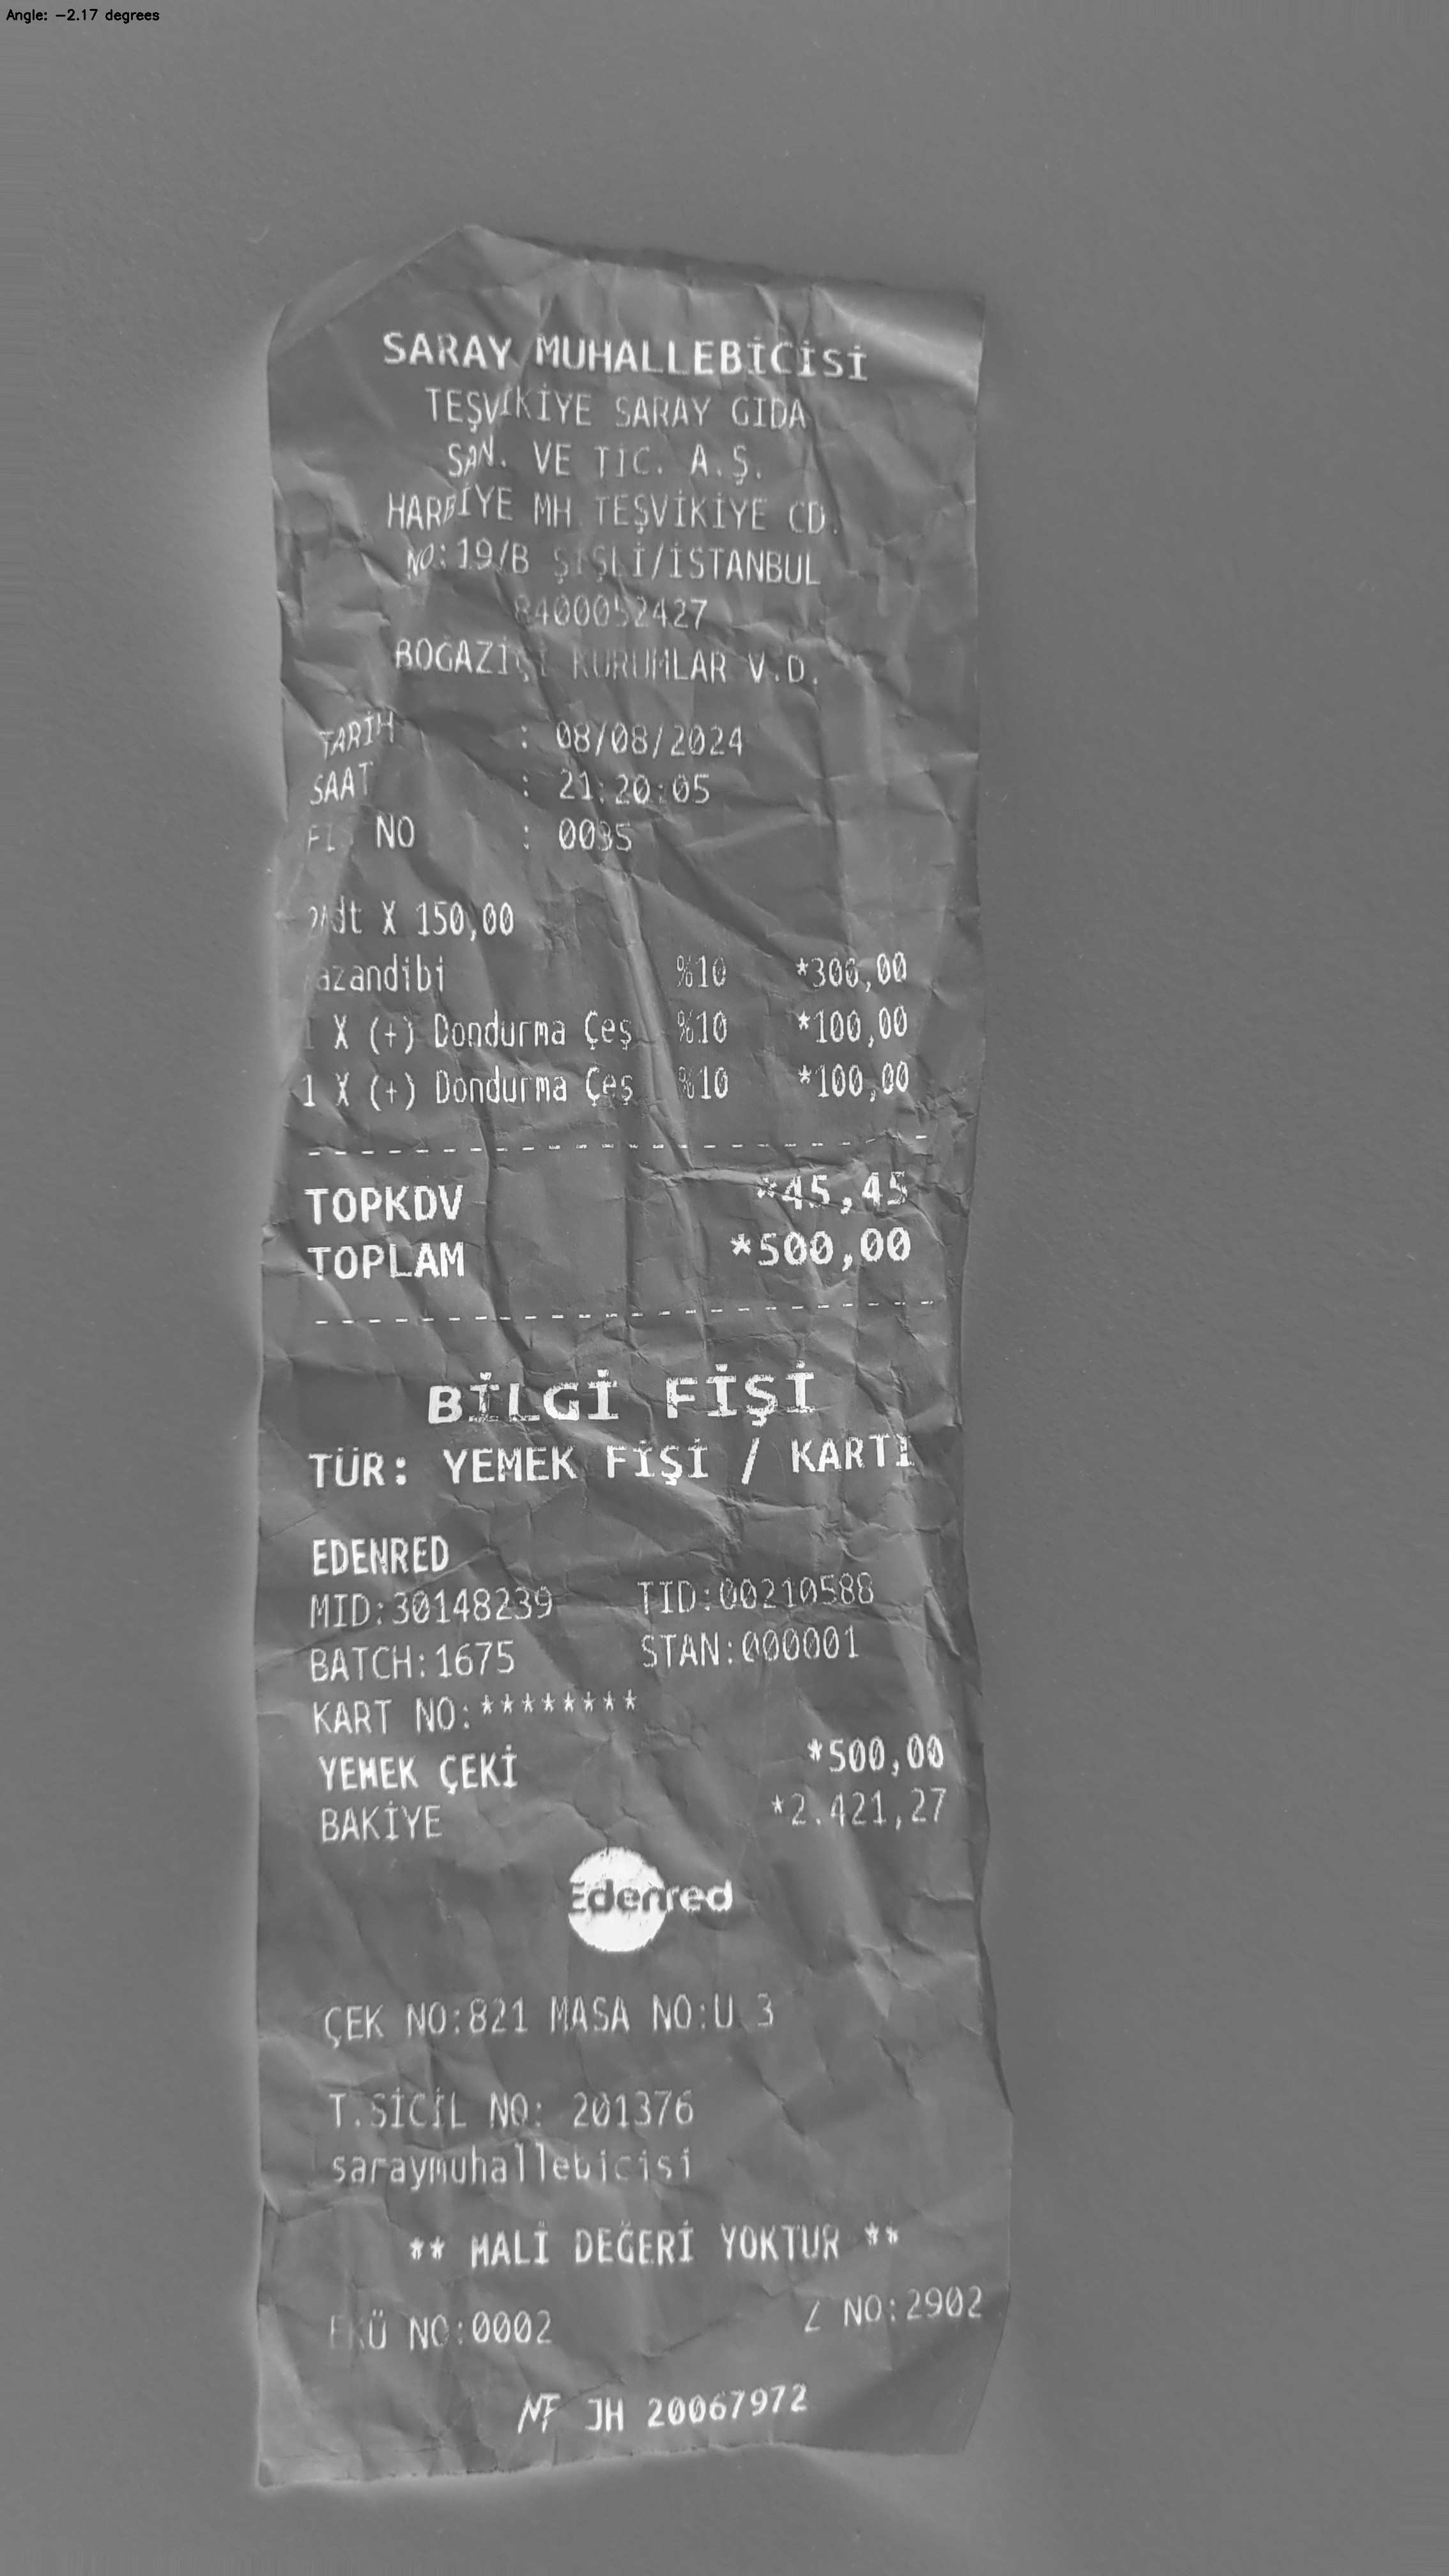 Angle: −2.17 degrees
SARAY MUHALLEBİCİSİ
TEŞVİKİYE SARAY GIDA
SAN. VE TİC. A.Ş.
HARBİYE MH TEŞVİKİYE CD.
NO:19/B ŞİŞLİ/İSTANBUL
8400052427
BOĞAZİÇİ KURUMLAR V.D.
TARİH : 08/08/2024
SAAT : 21:20:05
FİŞ NO :
X 150,00
Kazandibi %10 *300,00
1 X (+) Dondurma Çeş %10 *100,00
1 X (+) Dondurma Çeş %10 *100,00
TOPKDV *45,45
TOPLAM *500,00
BİLGİ FİŞİ
TÜR: YEMEK FİŞİ / KARTI
EDENRED
MID:30148239 TID:00210588
BATCH:1675 STAN:000001
KART NO:********
YEMEK ÇEKİ *500,00
BAKİYE *2.421,27
Edenred
ÇEK NO:821 MASA NO:U 3
T.SİCİL NO: 201376
saraymuhallebicisi
** MALİ DEĞERİ YOKTUR **
EKÜ NO:0002 Z NO:2902
MF JH 20067972